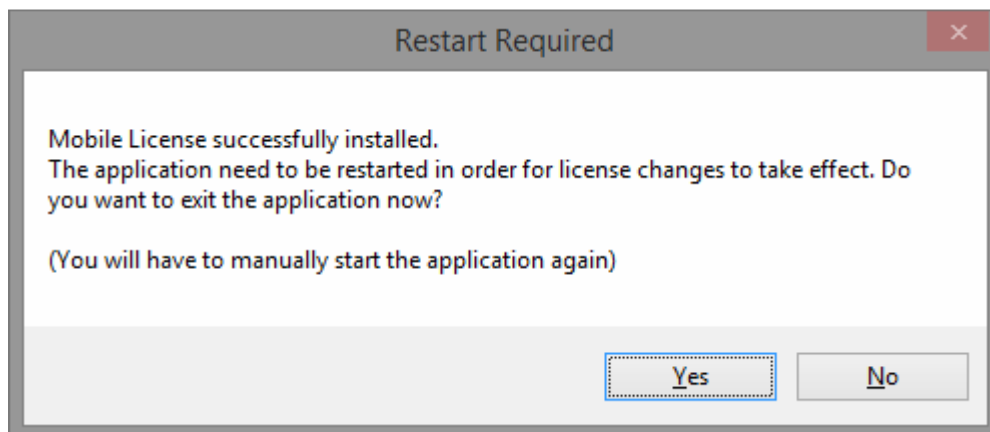 Restart Required
Mobile License successfully installed.
The application need to be restarted in order for license changes to take effect. Do
you want to exit the application now?
(You will have to manually start the application again)
Yes
No